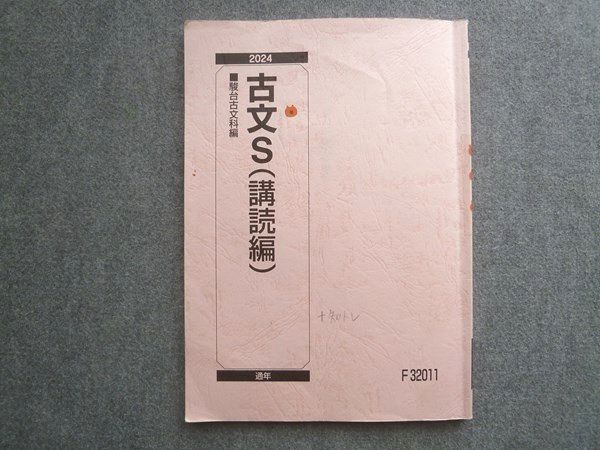 2024
古文S(講読編)
■駿台古文科編
+知トレ
通年
F32011